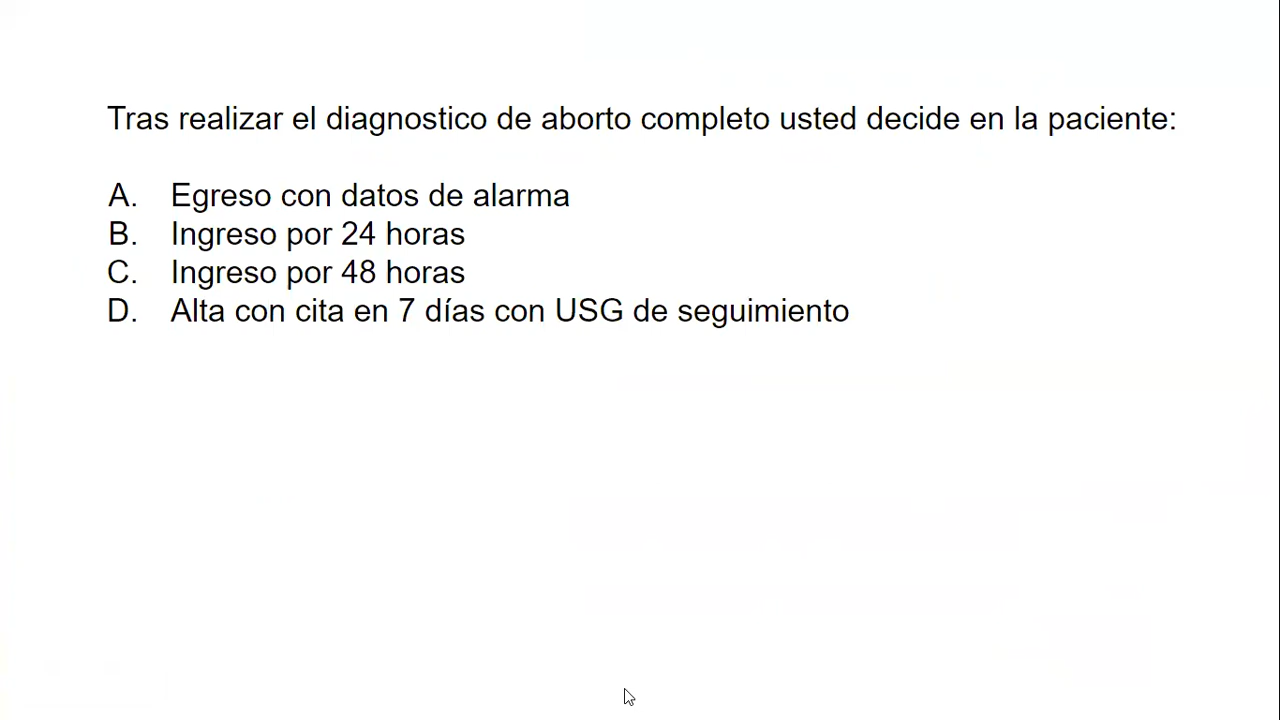 Tras realizar el diagnostico de aborto completo usted decide en la paciente:
A. Egreso con datos de alarma
B. Ingreso por 24 horas
C. Ingreso por 48 horas
D. Alta con cita en 7 días con USG de seguimiento